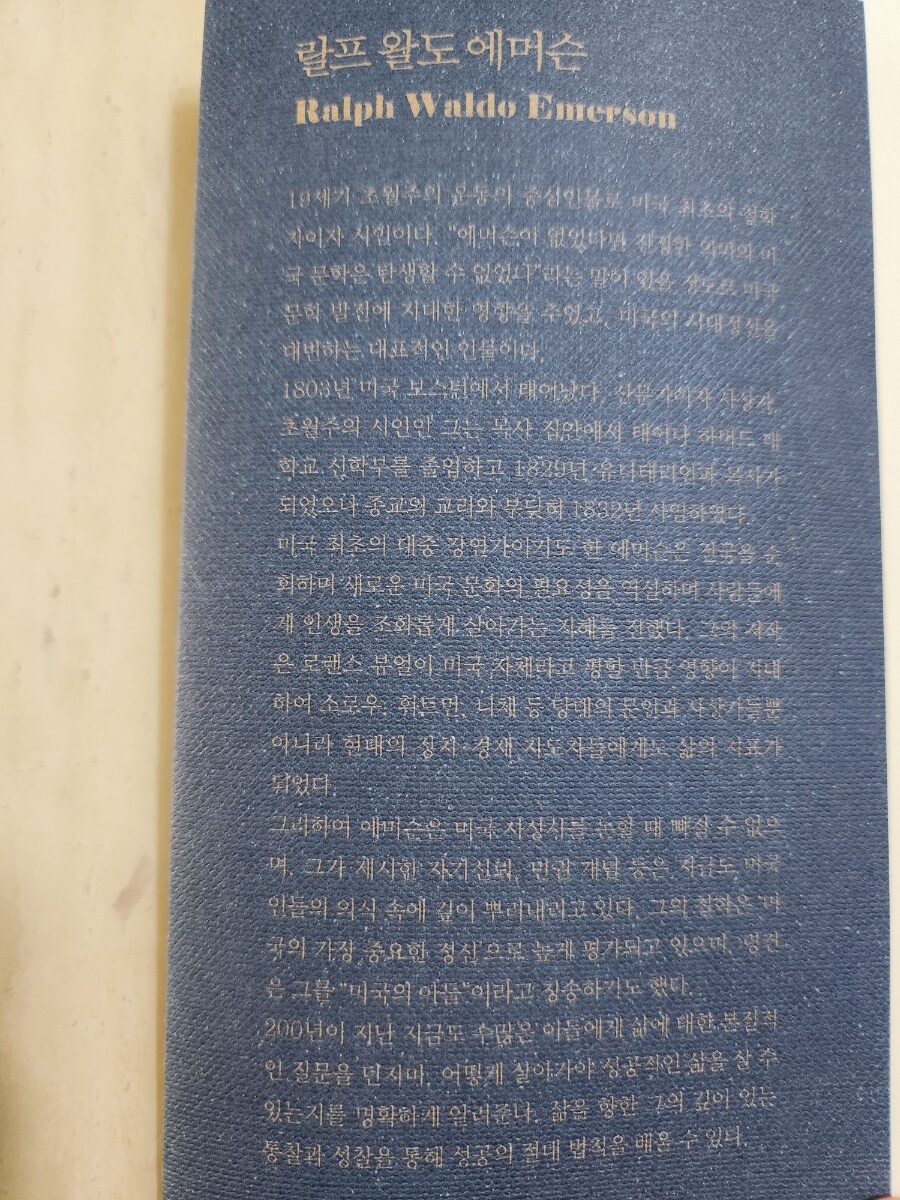 랄프 왈도 에머슨
Ralph Waldo Emerson
19세기 초월주의 운동의 중심인물로 미국 최초의 철학
자이자 시인이다. “에머슨이 없었다면 진정한 의미의 미
국 문학은 탄생할 수 없었다”라는 말이 있을 정도로 미국
문학 발전에 지대한 영향을 주었고, 미국의 시대정신을
대변하는 대표적인 인물이다.
1803년 미국 보스턴에서 태어났다. 산문가이자 사상가,
초월주의 시인인 그는 목사 집안에서 태어나 하버드 대
학교 신학부를 졸업하고 1829년 유니테리언파 목사가
되었으나 종교의 교리와 부딪혀 1832년 사임하였다.
미국 최초의 대중 강연가이기도 한 에머슨은 전국을 순
회하며 새로운 미국 문화의 필요성을 역설하며 사람들에
게 인생을 조화롭게 살아가는 지혜를 전했다. 그의 저작
은 로랜스 뷰얼이 미국 자체라고 평할 만큼 영향이 지대
하여 소로우, 휘트먼, 니체 등 당대의 문인과 사상가들뿐
아니라 현대의 정치·경제 지도자들에게도 삶의 지표가
되었다.
그리하여 에머슨은 미국 사상사를 논할 때 빠질 수 없으
며, 그가 제시한 자기신뢰, 민권 개념 등은 지금도 미국
인들의 의식 속에 깊이 뿌리내리고 있다. 그의 철학은 ‘미
국의 가장 중요한 정신’으로 높게 평가되고 있으며, 링컨
은 그를 “미국의 아들”이라고 칭송하기도 했다.
200년이 지난 지금도 수많은 이들에게 삶에 대한 본질적
인 질문을 던지며, 어떻게 살아가야 성공적인 삶을 살 수
있는지를 명확하게 알려준다. 삶을 향한 그의 깊이 있는
통찰과 성찰을 통해 성공의 절대 법칙을 배울 수 있다.